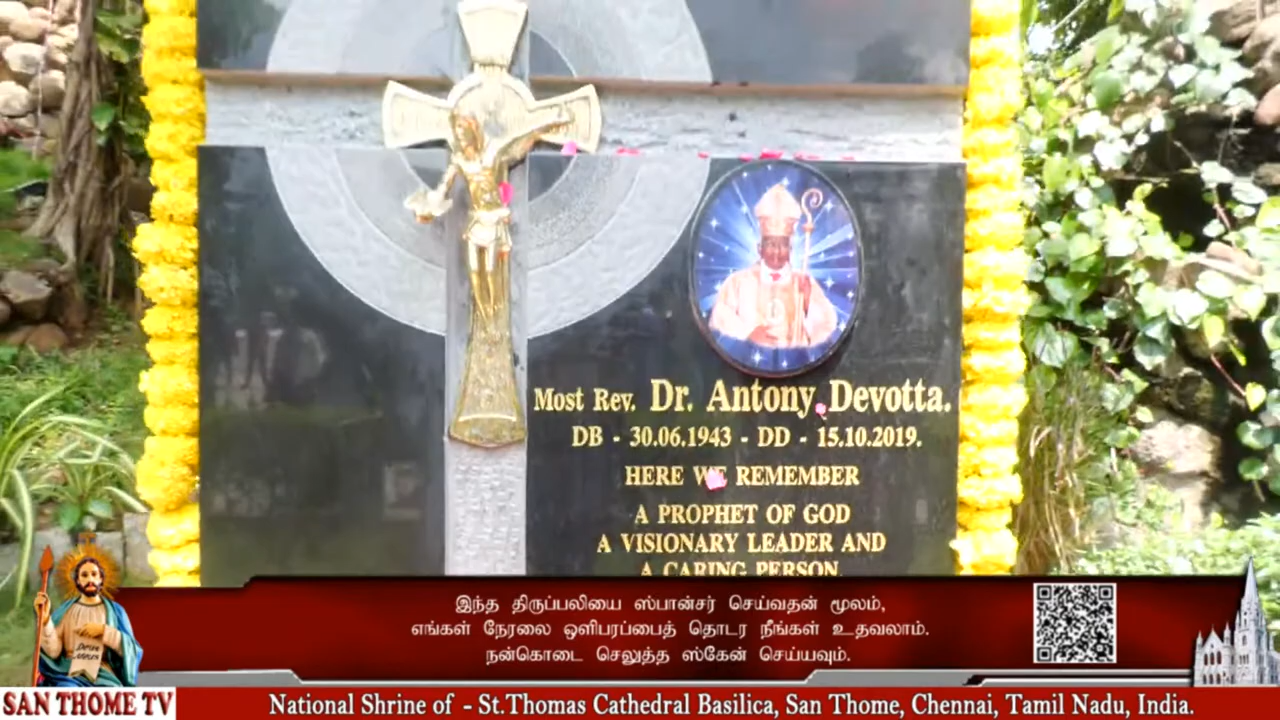 Most Rev. Dr. Antony Devotta.
DB - 30.06.1943 - DD - 15.10.2019.
HERE WE REMEMBER
A PROPHET OF GOD
A VISIONARY LEADER AND
A CARING PERSON.
இந்த திருப்பலியை ஸ்பான்சர் செய்வதன் மூலம்,
எங்கள் நேரலை ஒளிபரப்பைத் தொடர நீங்கள் உதவலாம்.
நன்கொடை செலுத்த ஸ்கேன் செய்யவும்.
SAN THOME TV
National Shrine of - St.Thomas Cathedral Basilica, San Thome, Chennai, Tamil Nadu, India.